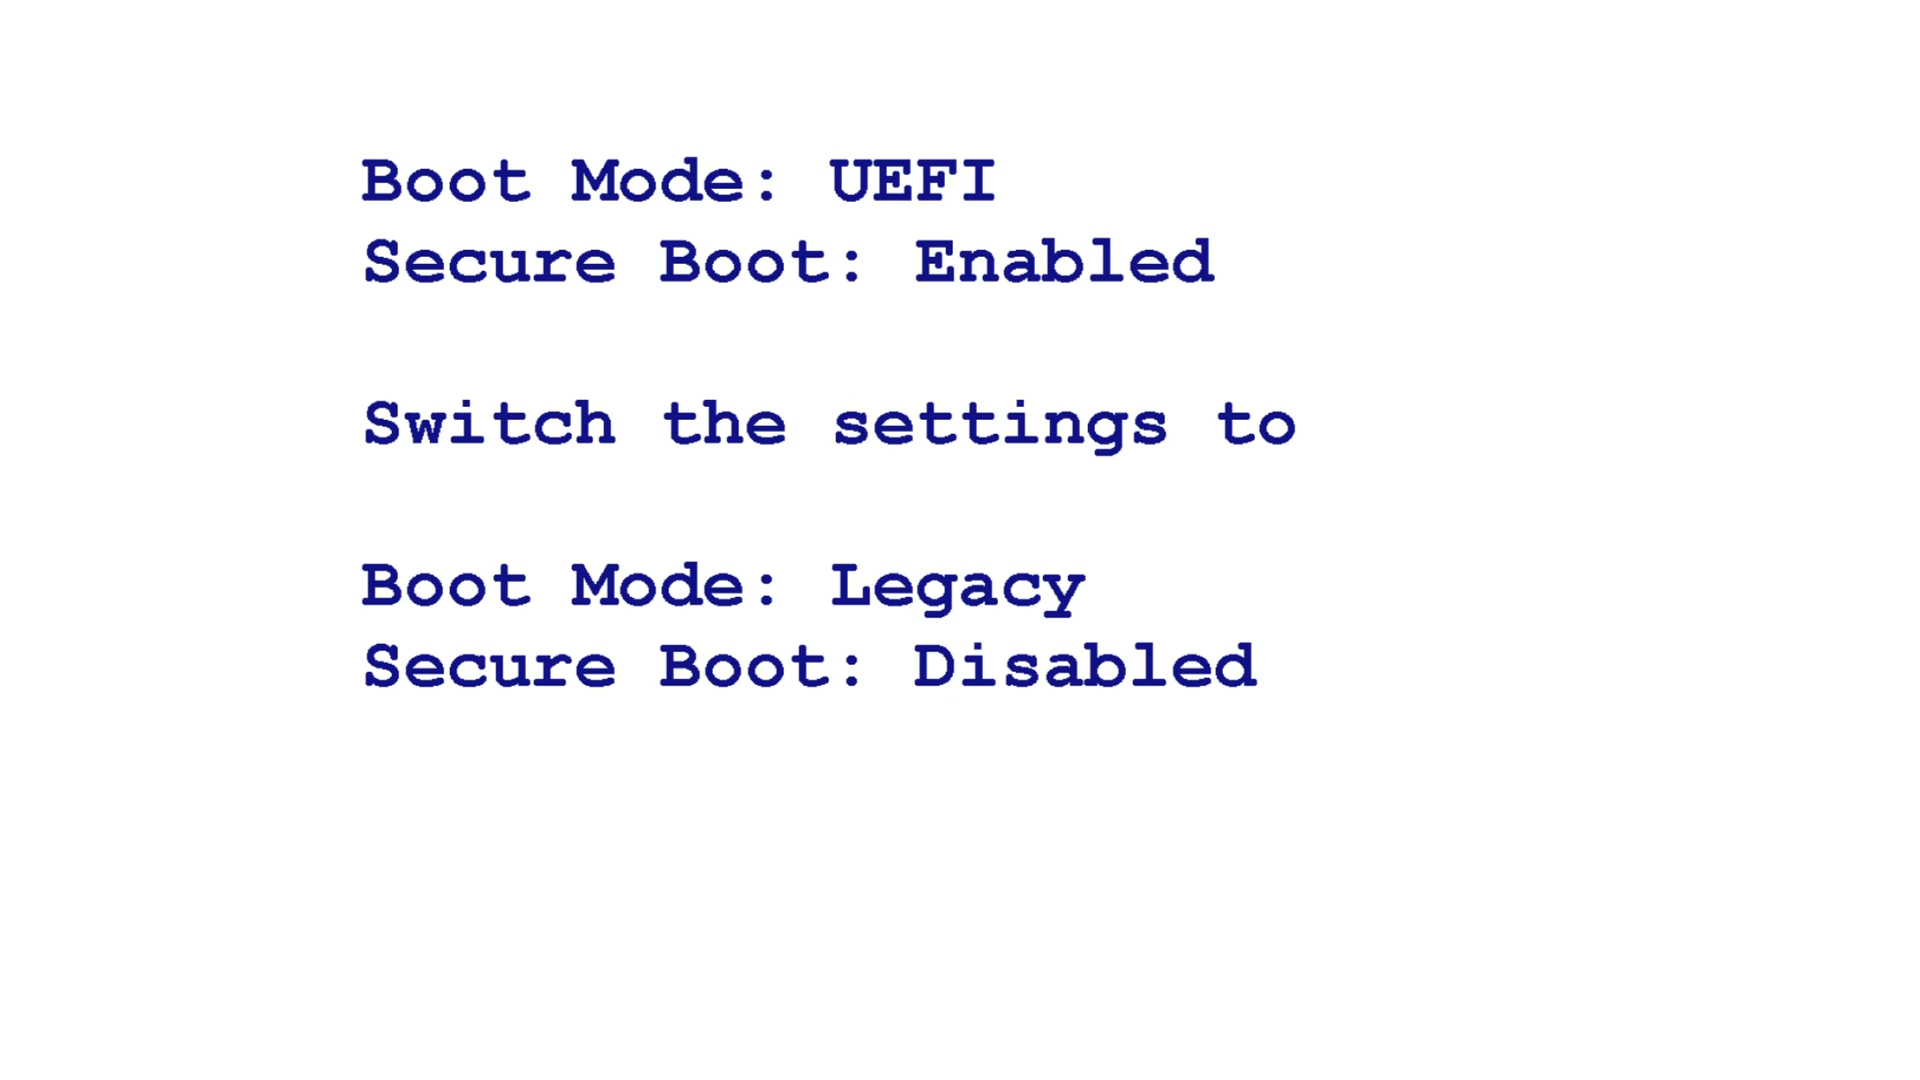 Boot Mode: UEFI
Secure Boot: Enabled
Switch the settings to
Boot Mode: Legacy
Secure Boot: Disabled